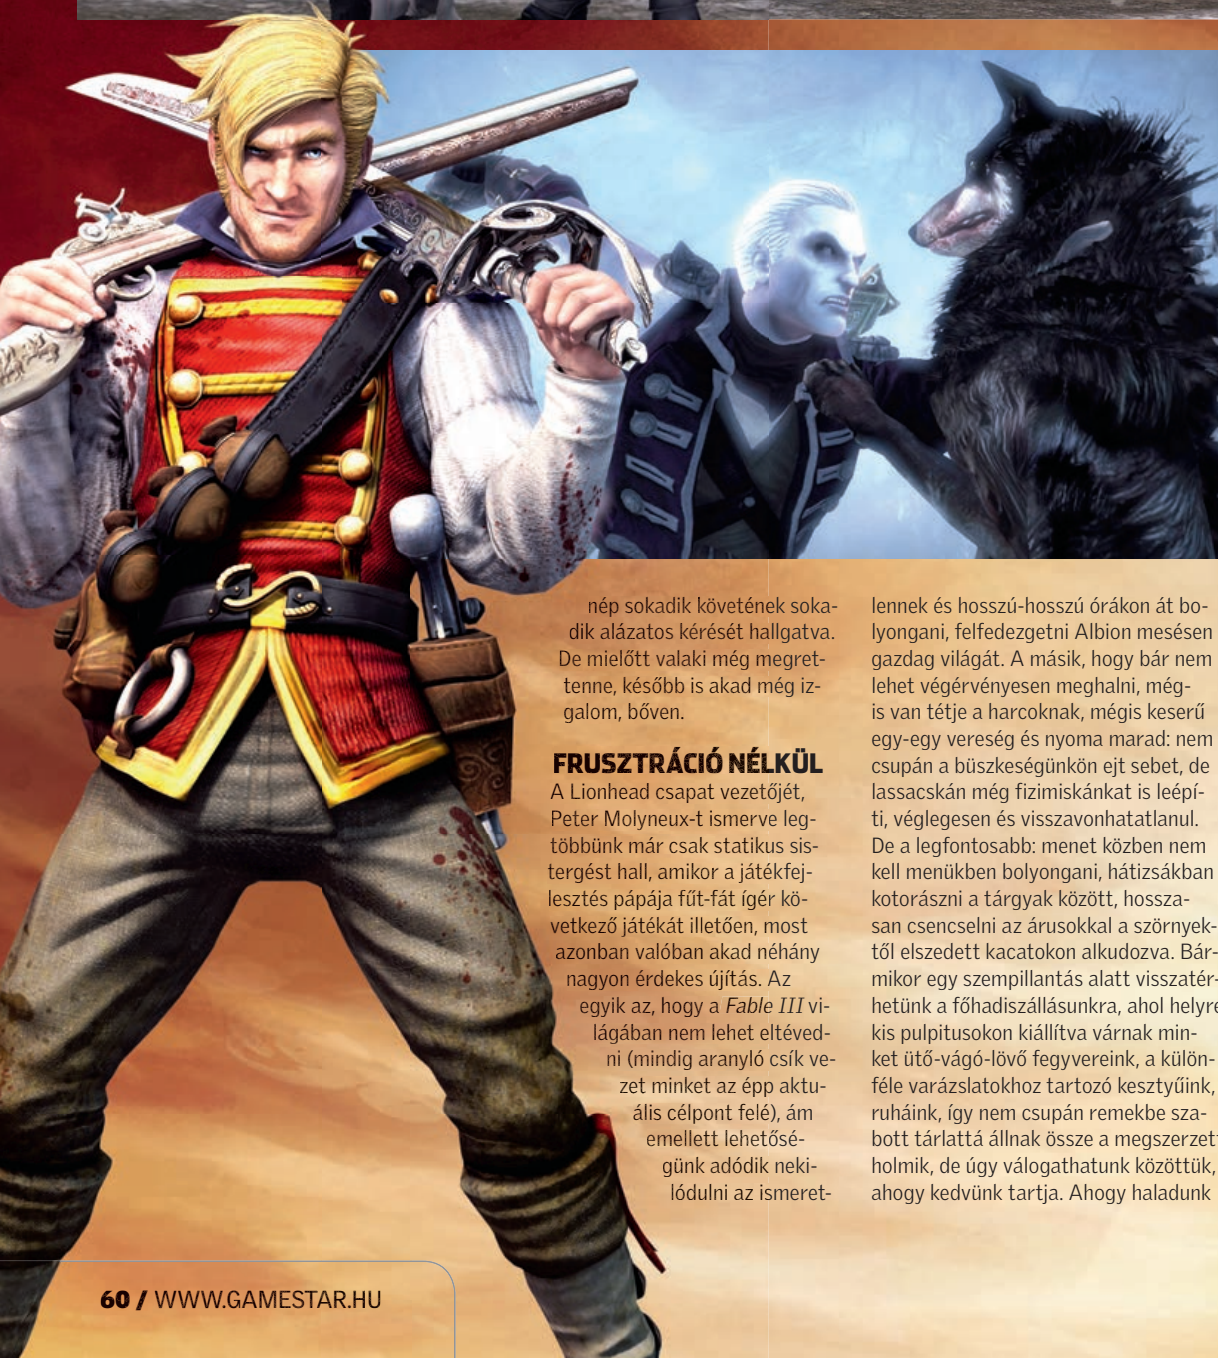 nép sokadik követének soka-
dik alázatos kérését hallgatva.
De mielőtt valaki még megret-
tenne, később is akad még iz-
galom, bőven.
FRUSZTRÁCIÓ NÉLKÜL
A Lionhead csapat vezetőjét,
Peter Molyneux-t ismerve leg-
többünk már csak statikus sis-
tergést hall, amikor a játékfej-
lesztés pápája fűt-fát ígér kö-
vetkező játékát illetően, most
azonban valóban akad néhány
nagyon érdekes újítás. Az
egyik az, hogy a Fable III vi-
lágában nem lehet eltéved-
ni (mindig aranyló csík ve-
zet minket az épp aktu-
ális célpont felé), ám
emellett lehetősé-
günk adódik neki-
lódulni az ismeret-
lennek és hosszú-hosszú órákon át bo-
lyongani, felfedezgetni Albion mesésen
gazdag világát. A másik, hogy bár nem
lehet végérvényesen meghalni, még-
is van tétje a harcoknak, mégis keserű
egy-egy vereség és nyoma marad: nem
csupán a büszkeségünkön ejt sebet, de
lassacskán még fizimiskánkat is leépí-
ti, véglegesen és visszavonhatatlanul.
De a legfontosabb: menet közben nem
kell menükben bolyongani, hátizsákban
kotorászni a tárgyak között, hossza-
san csencselni az árusokkal a szörnyek-
től elszedett kacatokon alkudozva. Bár-
mikor egy szempillantás alatt visszatér-
hetünk a főhadiszállásunkra, ahol helyre
kis pulpitusokon kiállítva várnak min-
ket ütő-vágó-lövő fegyvereink, a külön-
féle varázslatokhoz tartozó kesztyűink,
ruháink, így nem csupán remekbe sza-
bott tárlattá állnak össze a megszerzett
holmik, de úgy válogathatunk közöttük,
ahogy kedvünk tartja. Ahogy haladunk
60 / WWW.GAMESTAR.HU